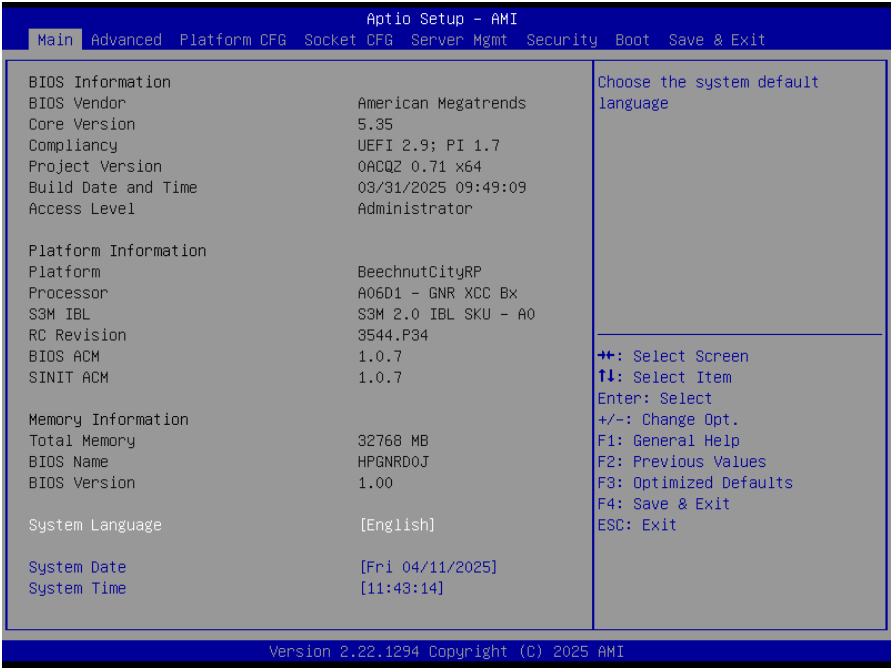 Aptio Setup – AMI
Main Advanced Platform CFG Socket CFG Server Mgmt Security Boot Save & Exit
BIOS Information
BIOS Vendor American Megatrends
Core Version 5.35
Compliancy UEFI 2.9; PI 1.7
Project Version 0ACQZ 0.71 x64
Build Date and Time 03/31/2025 09:49:09
Access Level Administrator
Platform Information
Platform BeechnutCityRP
Processor A06D1 - GNR XCC Bx
S3M IBL S3M 2.0 IBL SKU - A0
RC Revision 3544.P34
BIOS ACM 1.0.7
SINIT ACM 1.0.7
Memory Information
Total Memory 32768 MB
BIOS Name HPGNRD0J
BIOS Version 1.00
System Language [English]
System Date [Fri 04/11/2025]
System Time [11:43:14]
Choose the system default
language
→←: Select Screen
↑↓: Select Item
Enter: Select
+/-: Change Opt.
F1: General Help
F2: Previous Values
F3: Optimized Defaults
F4: Save & Exit
ESC: Exit
Version 2.22.1294 Copyright (C) 2025 AMI